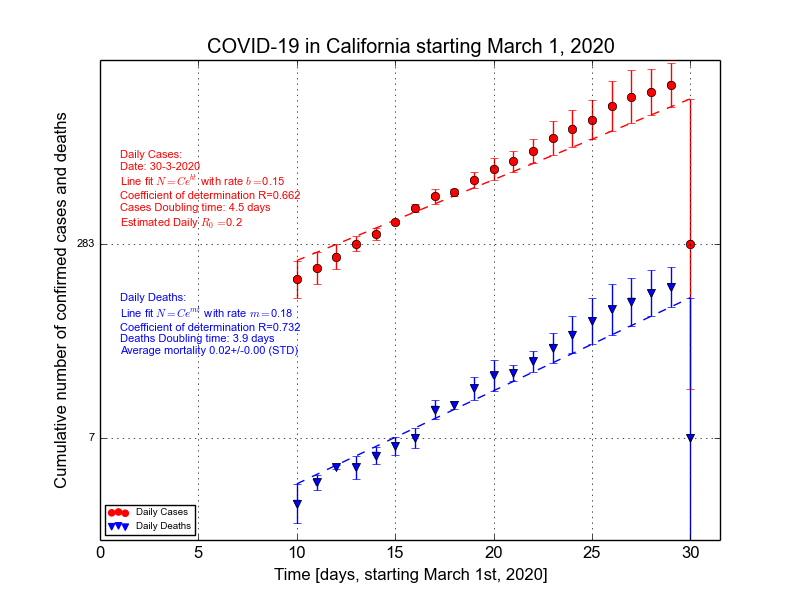 COVID-19 in California starting March 1, 2020
Cumulative number of confirmed cases and deaths
283
7
Daily Cases:
Date: 30-3-2020
Line fit N = Ce^{bt} with rate b = 0.15
Coefficient of determination R=0.662
Cases Doubling time: 4.5 days
Estimated Daily R_0 = 0.2
Daily Deaths:
Line fit N = Ce^{mt} with rate m = 0.18
Coefficient of determination R=0.732
Deaths Doubling time: 3.9 days
Average mortality 0.02+/-0.00 (STD)
Daily Cases
Daily Deaths
0 5 10 15 20 25 30
Time [days, starting March 1st, 2020]